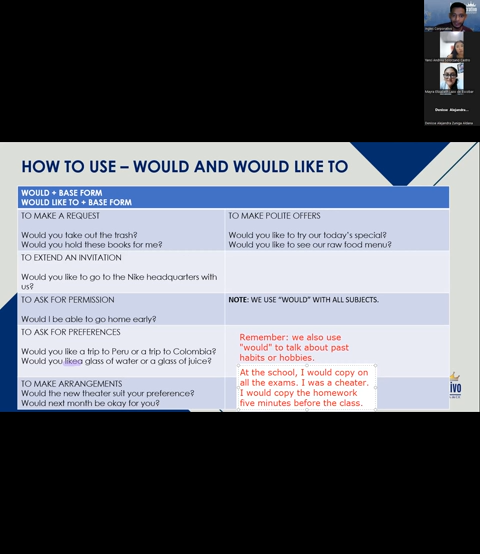 HOW TO USE – WOULD AND WOULD LIKE TO
WOULD + BASE FORM
WOULD LIKE TO + BASE FORM
TO MAKE A REQUEST
Would you take out the trash?
Would you hold these books for me?
TO MAKE POLITE OFFERS
Would you like to try our today's special?
Would you like to see our raw food menu?
TO EXTEND AN INVITATION
Would you like to go to the Nike headquarters with
us?
TO ASK FOR PERMISSION
Would I be able to go home early?
NOTE: WE USE "WOULD" WITH ALL SUBJECTS.
TO ASK FOR PREFERENCES
Would you like a trip to Peru or a trip to Colombia?
Would you likea glass of water or a glass of juice?
Remember: we also use
"would" to talk about past
habits or hobbies.
TO MAKE ARRANGEMENTS
Would the new theater suit your preference?
Would next month be okay for you?
At the school, I would copy on
all the exams. I was a cheater.
I would copy the homework
five minutes before the class.